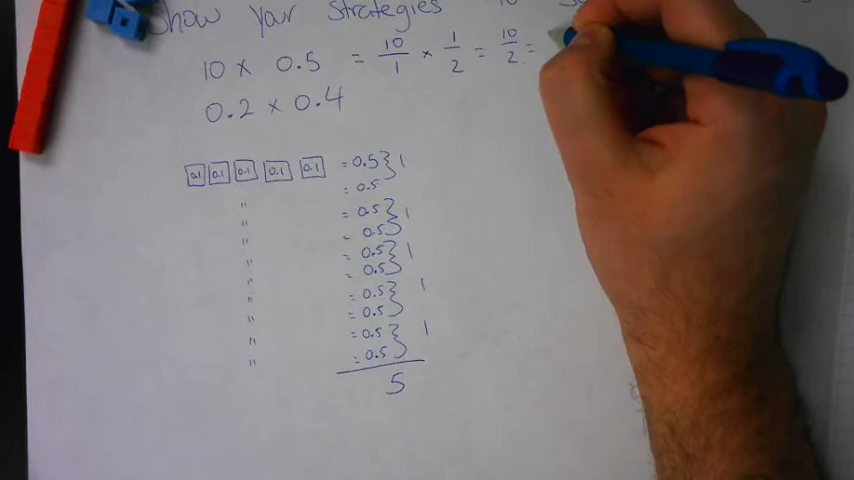 Show Your Strategies to
10 × 0.5 = 10/1 × 1/2 = 10/2 =
0.2 × 0.4
0.1 0.1 0.1 0.1 0.1 = 0.5 } 1
= 0.5
" = 0.5 } 1
" = 0.5
" = 0.5 } 1
" = 0.5
" = 0.5 } 1
" = 0.5
" = 0.5 } 1
" = 0.5
5